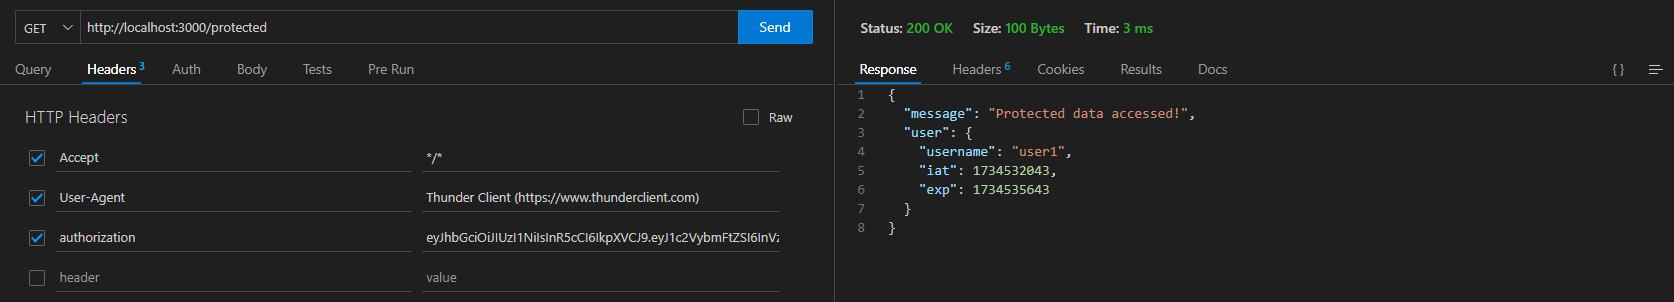 GET http://localhost:3000/protected Send
Query Headers 3 Auth Body Tests Pre Run
HTTP Headers Raw
Accept */*
User-Agent Thunder Client (https://www.thunderclient.com)
authorization eyJhbGciOiJIUzI1NiIsInR5cCI6IkpXVCJ9.eyJ1c2VybmFtZSI6InVz
header value
Status: 200 OK Size: 100 Bytes Time: 3 ms
Response Headers 6 Cookies Results Docs { }
1 {
2 "message": "Protected data accessed!",
3 "user": {
4 "username": "user1",
5 "iat": 1734532043,
6 "exp": 1734535643
7 }
8 }